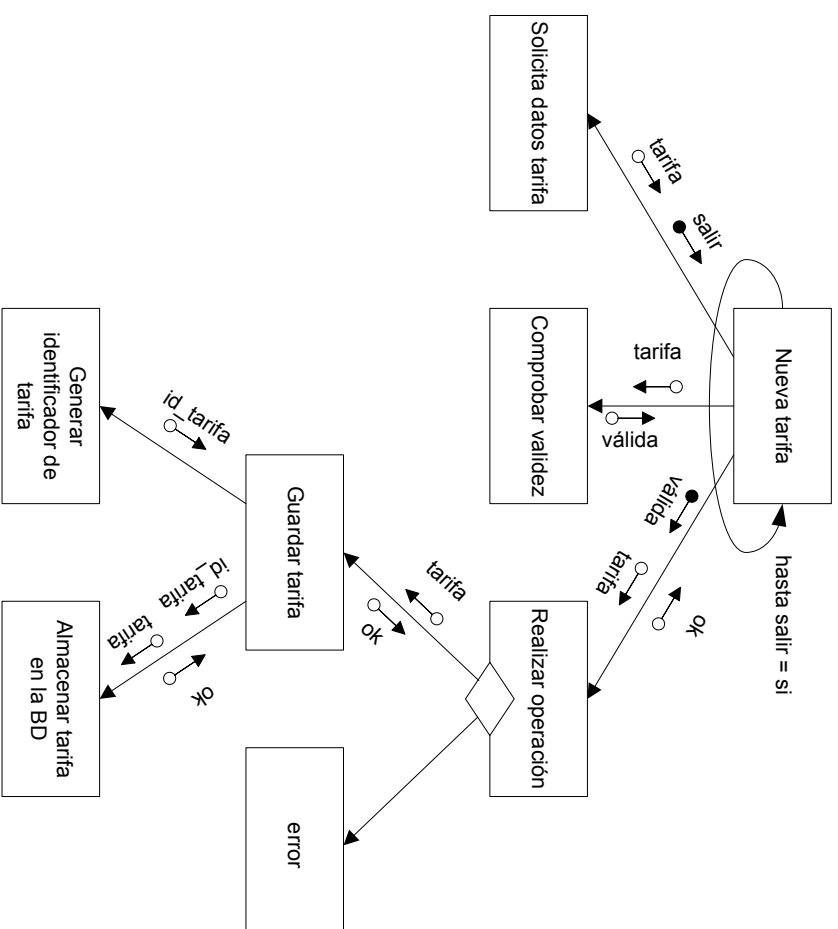 Nueva tarifa
hasta salir = si
tarifa
salir
tarifa
válida
válida
tarifa
ok
Solicita datos tarifa
Comprobar validez
Realizar operación
tarifa
ok
Guardar tarifa
error
id_tarifa
id_tarifa
tarifa
ok
Generar
identificador de
tarifa
Almacenar tarifa
en la BD